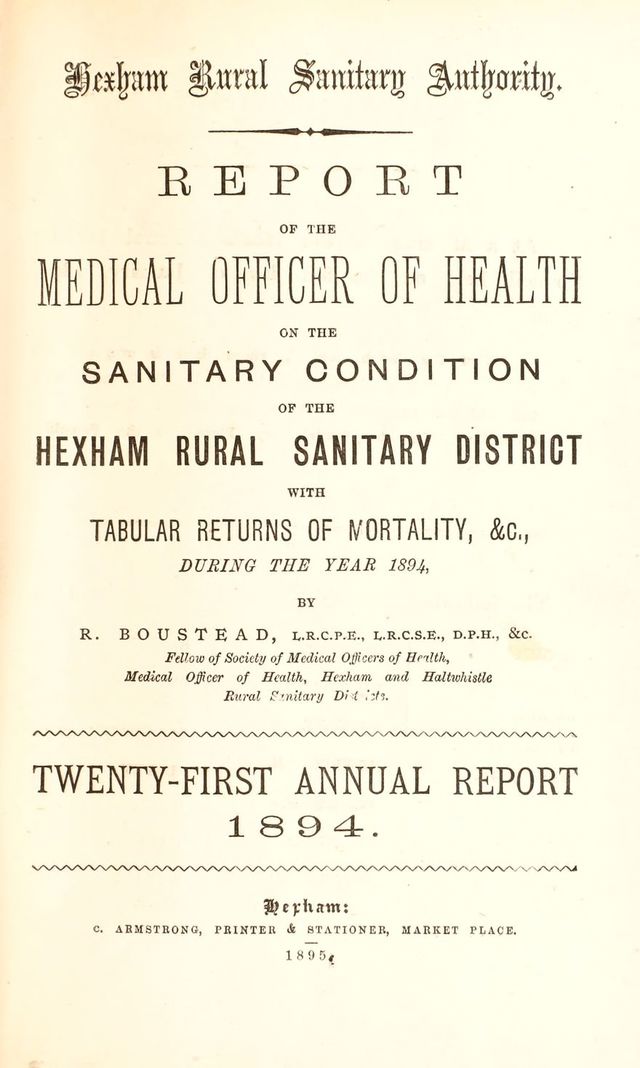 Hexham Rural Sanitary Authority.
REPORT
OF THE
MEDICAL OFFICER OF HEALTH
ON THE
SANITARY CONDITION
OF THE
HEXHAM RURAL SANITARY DISTRICT
WITH
TABULAR RETURNS OF MORTALITY, &C.,
DURING THE YEAR 1894,
BY
R. BOUSTEAD, L.R.C.P.E., L.R.C.S.E., D.P.H., &c.
Fellow of Society of Medical Officers of Health,
Medical Officer of Health, Hexham and Haltwhistle
Rural Sanitary Districts.
TWENTY-FIRST ANNUAL REPORT
1894.
Hexham:
C. ARMSTRONG, PRINTER & STATIONER, MARKET PLACE.
1895.